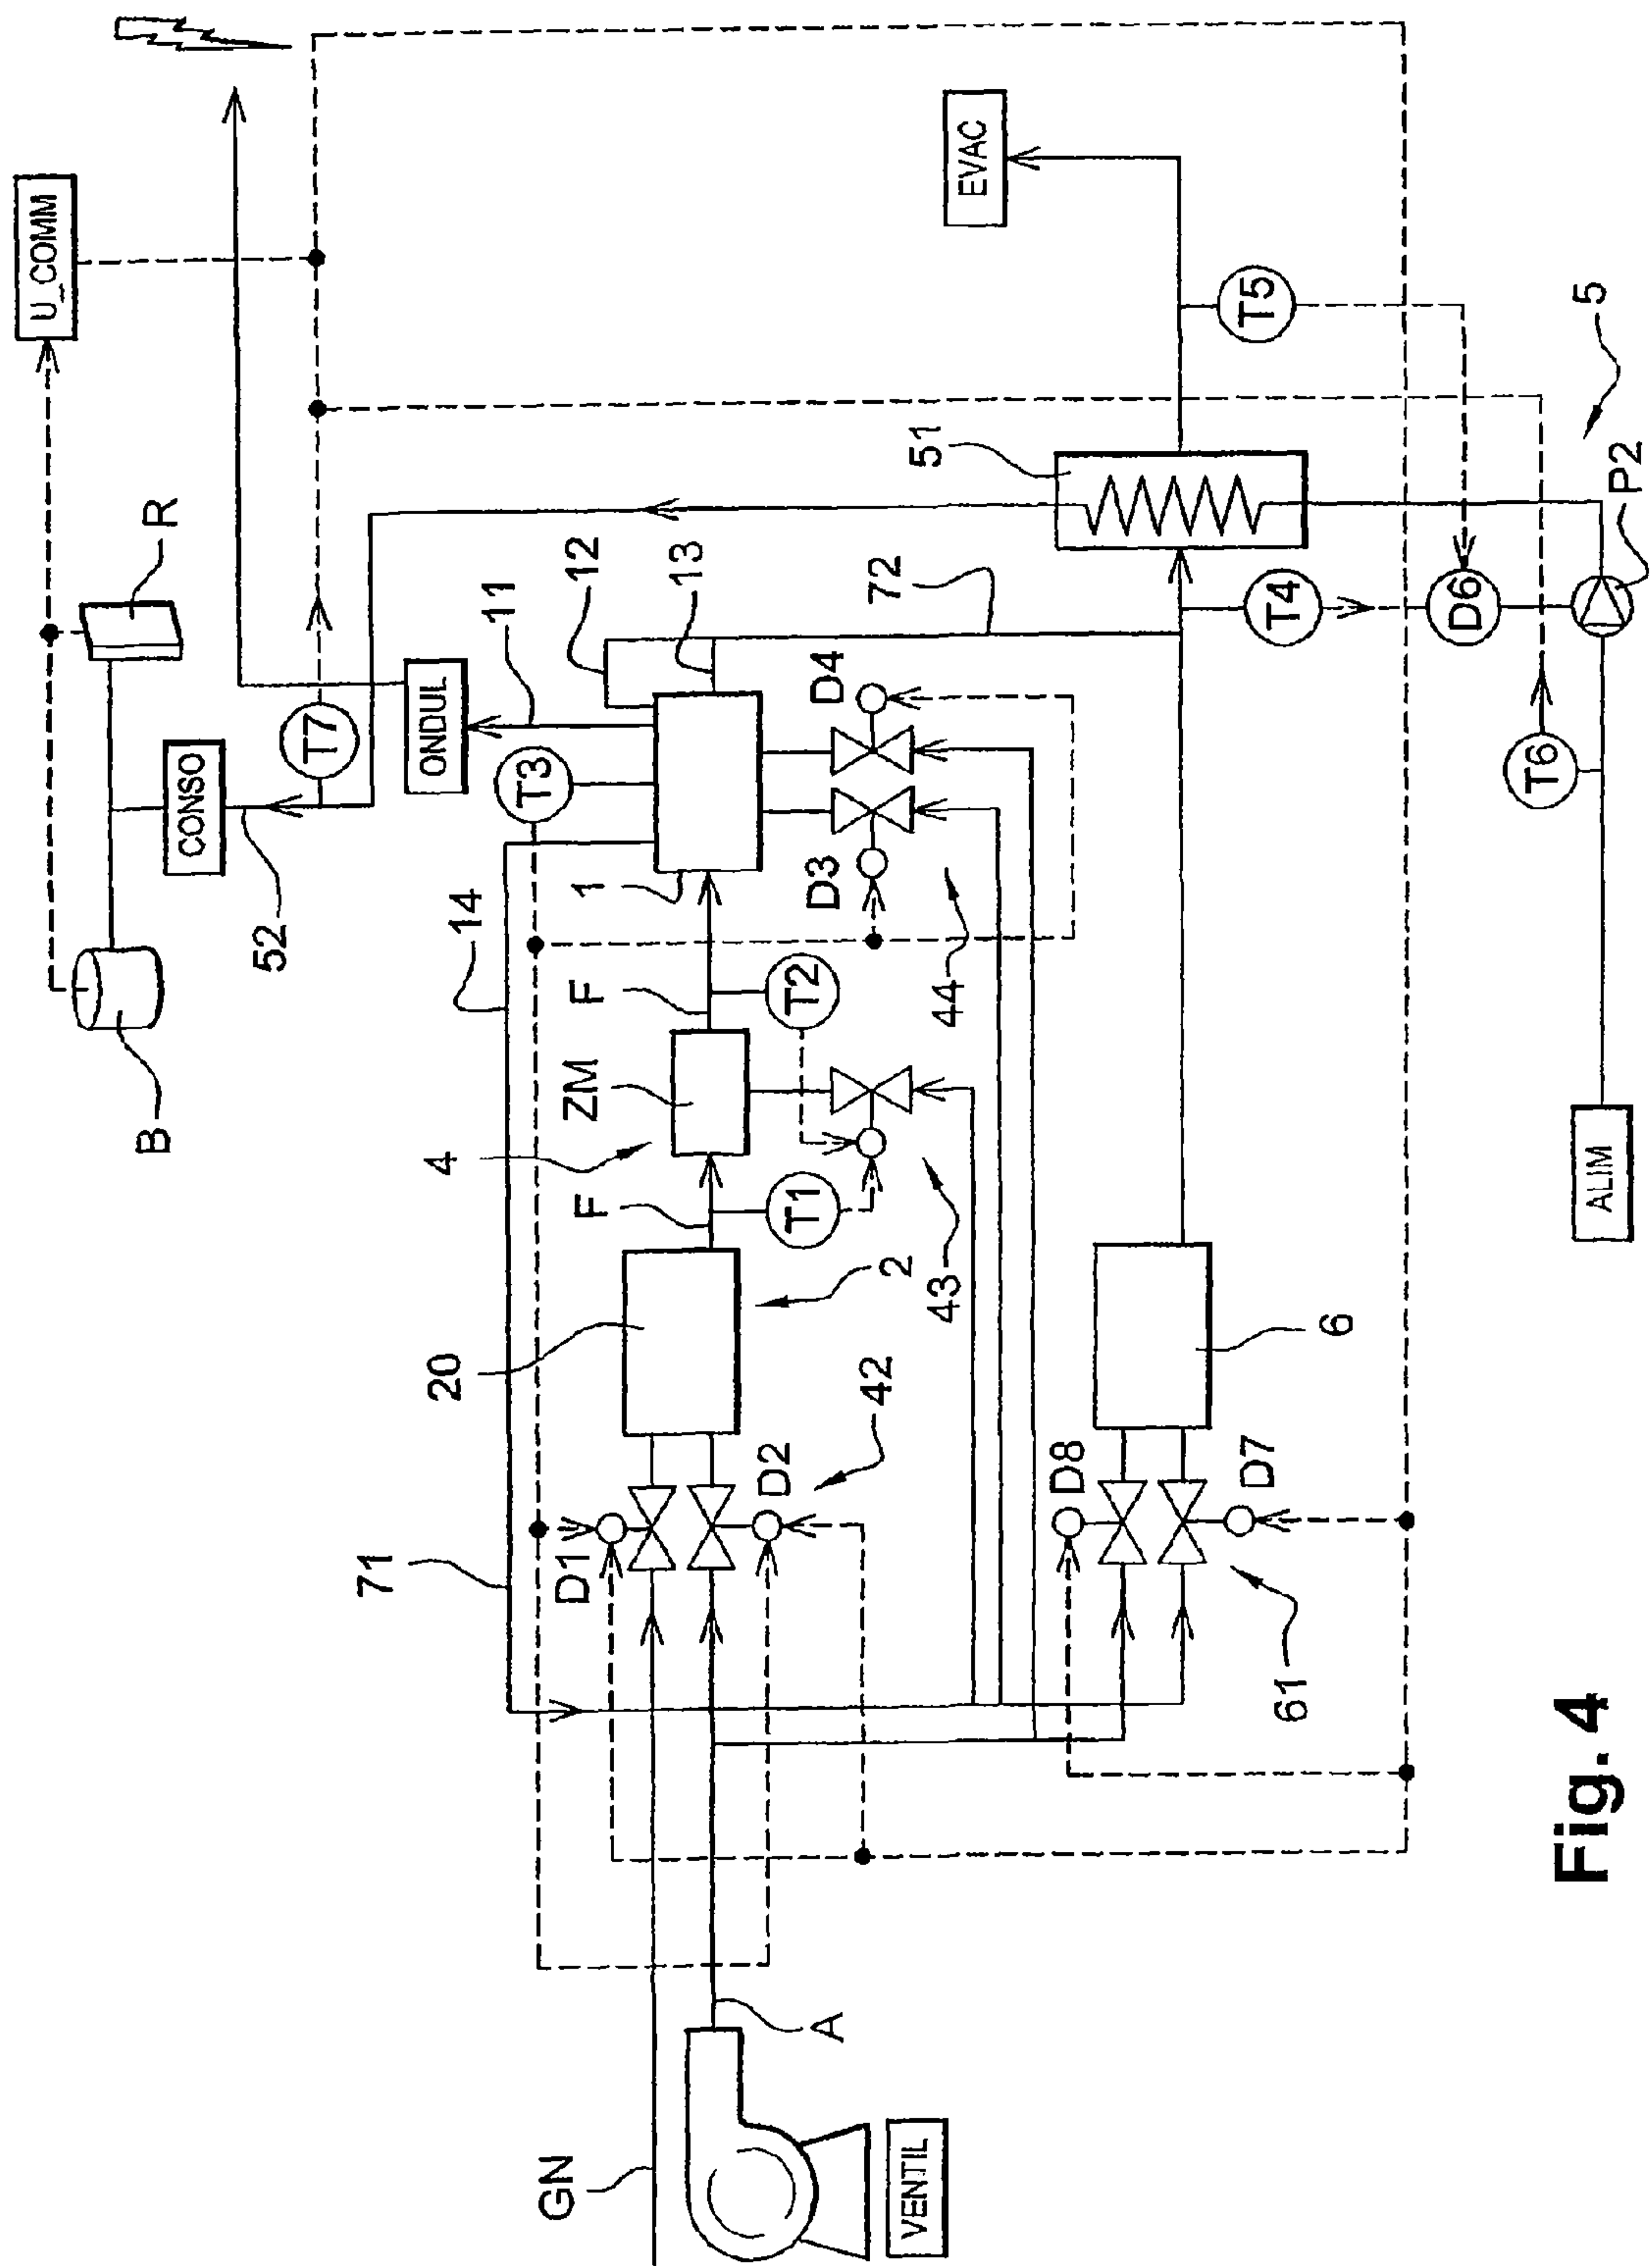 U_COMM
R
B
CONSO
T7
52
ONDUL
11
12
13
14
T3
1
D3
D4
44
F
T2
ZM
4
F
T1
43
2
20
42
D1
D2
71
72
51
EVAC
T5
T4
D6
5
P2
T6
ALIM
6
D8
D7
61
GN
A
VENTIL
Fig. 4